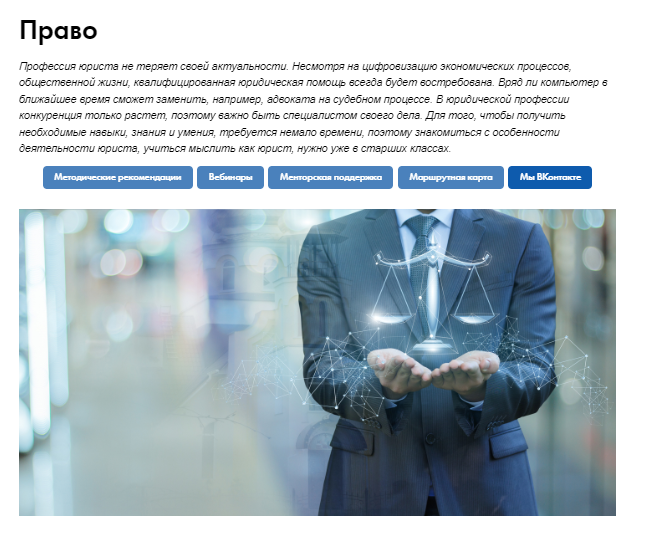 Право
Профессия юриста не теряет своей актуальности. Несмотря на цифровизацию экономических процессов,
общественной жизни, квалифицированная юридическая помощь всегда будет востребована. Вряд ли компьютер в
ближайшее время сможет заменить, например, адвоката на судебном процессе. В юридической профессии
конкуренция только растет, поэтому важно быть специалистом своего дела. Для того, чтобы получить
необходимые навыки, знания и умения, требуется немало времени, поэтому знакомиться с особенности
деятельности юриста, учиться мыслить как юрист, нужно уже в старших классах.
Методические рекомендации Вебинары Менторская поддержка Маршрутная карта Мы ВКонтакте